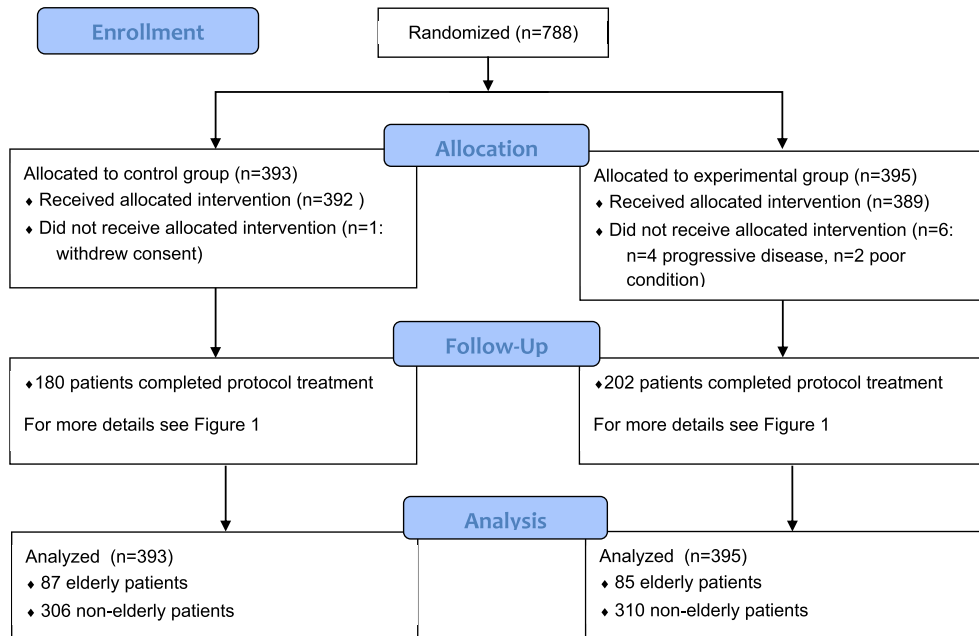 Enrollment
Randomized (n=788)
Allocation
Allocated to control group (n=393)
♦ Received allocated intervention (n=392 )
♦ Did not receive allocated intervention (n=1:
withdrew consent)
Allocated to experimental group (n=395)
♦ Received allocated intervention (n=389)
♦ Did not receive allocated intervention (n=6:
n=4 progressive disease, n=2 poor
condition)
Follow-Up
♦180 patients completed protocol treatment
For more details see Figure 1
♦202 patients completed protocol treatment
For more details see Figure 1
Analysis
Analyzed (n=393)
♦ 87 elderly patients
♦ 306 non-elderly patients
Analyzed (n=395)
♦ 85 elderly patients
♦ 310 non-elderly patients